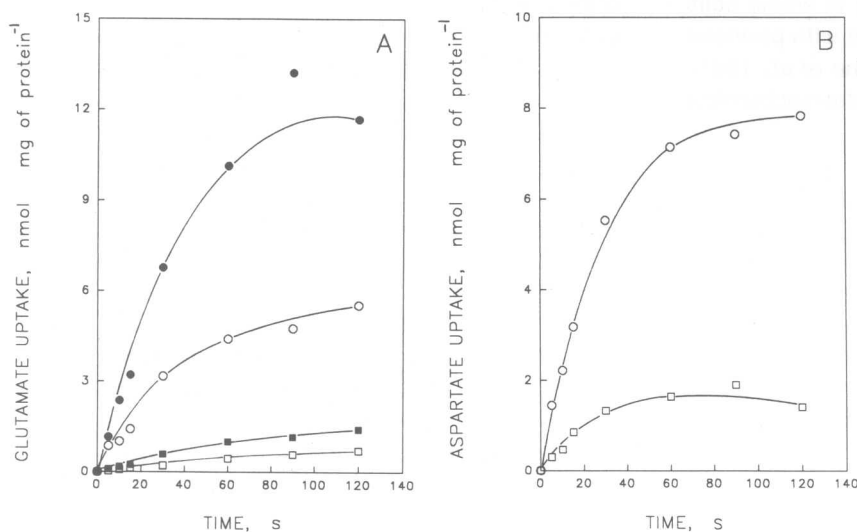 A
GLUTAMATE UPTAKE, nmol mg of protein⁻¹
15
12
9
6
3
0
0 20 40 60 80 100 120 140
TIME, s
B
ASPARTATE UPTAKE, nmol mg of protein⁻¹
10
8
6
4
2
0
0 20 40 60 80 100 120 140
TIME, s